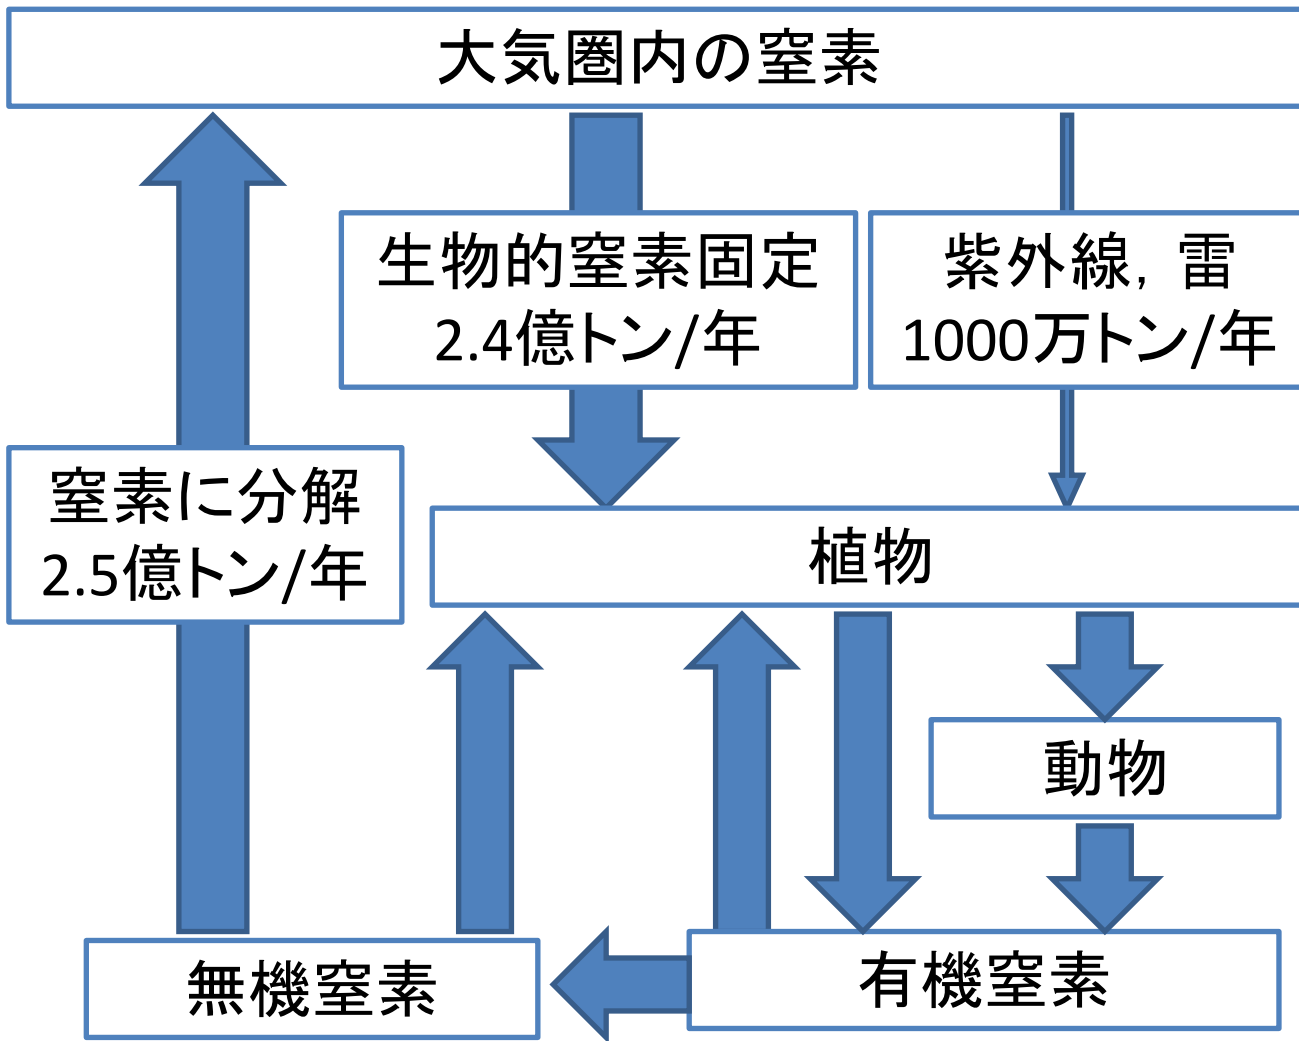 大気圏内の窒素
生物的窒素固定
2.4億トン/年
紫外線，雷
1000万トン/年
窒素に分解
2.5億トン/年
植物
動物
無機窒素
有機窒素